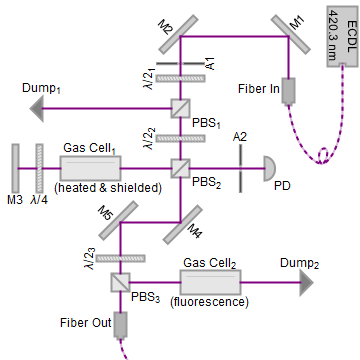 M2
M1
ECDL
420.3 nm
A1
λ/2₁
Fiber In
Dump₁
PBS₁
λ/2₂
Gas Cell₁
A2
(heated & shielded)
PBS₂
PD
M3
λ/4
M5
M4
λ/2₃
Gas Cell₂
Dump₂
PBS₃
(fluorescence)
Fiber Out